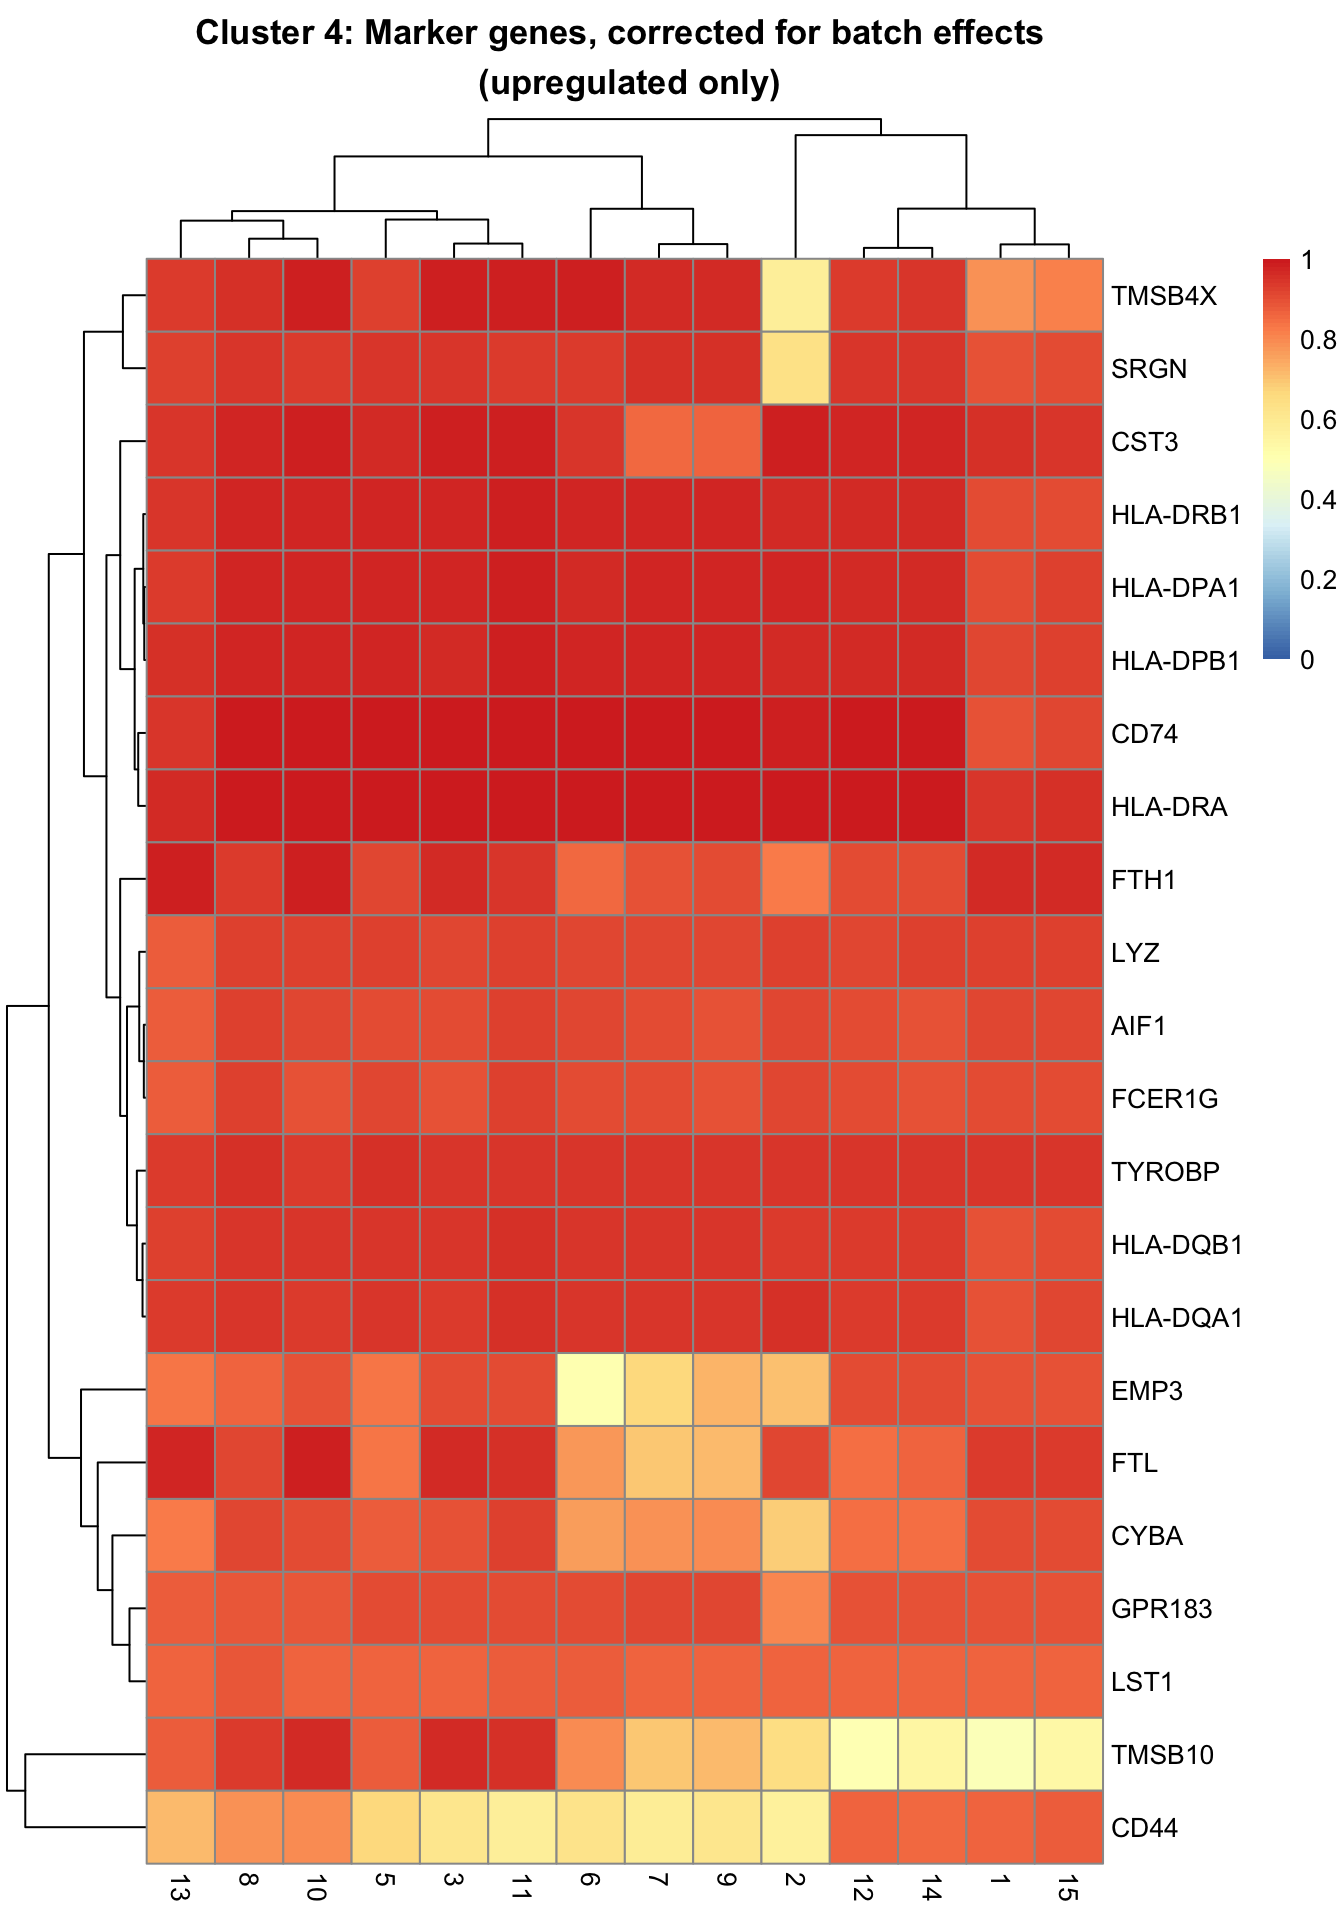 Cluster 4: Marker genes, corrected for batch effects
(upregulated only)
1
0.8
0.6
0.4
0.2
0
TMSB4X
SRGN
CST3
HLA-DRB1
HLA-DPA1
HLA-DPB1
CD74
HLA-DRA
FTH1
LYZ
AIF1
FCER1G
TYROBP
HLA-DQB1
HLA-DQA1
EMP3
FTL
CYBA
GPR183
LST1
TMSB10
CD44
13 8 10 5 3 11 6 7 9 2 12 14 1 15